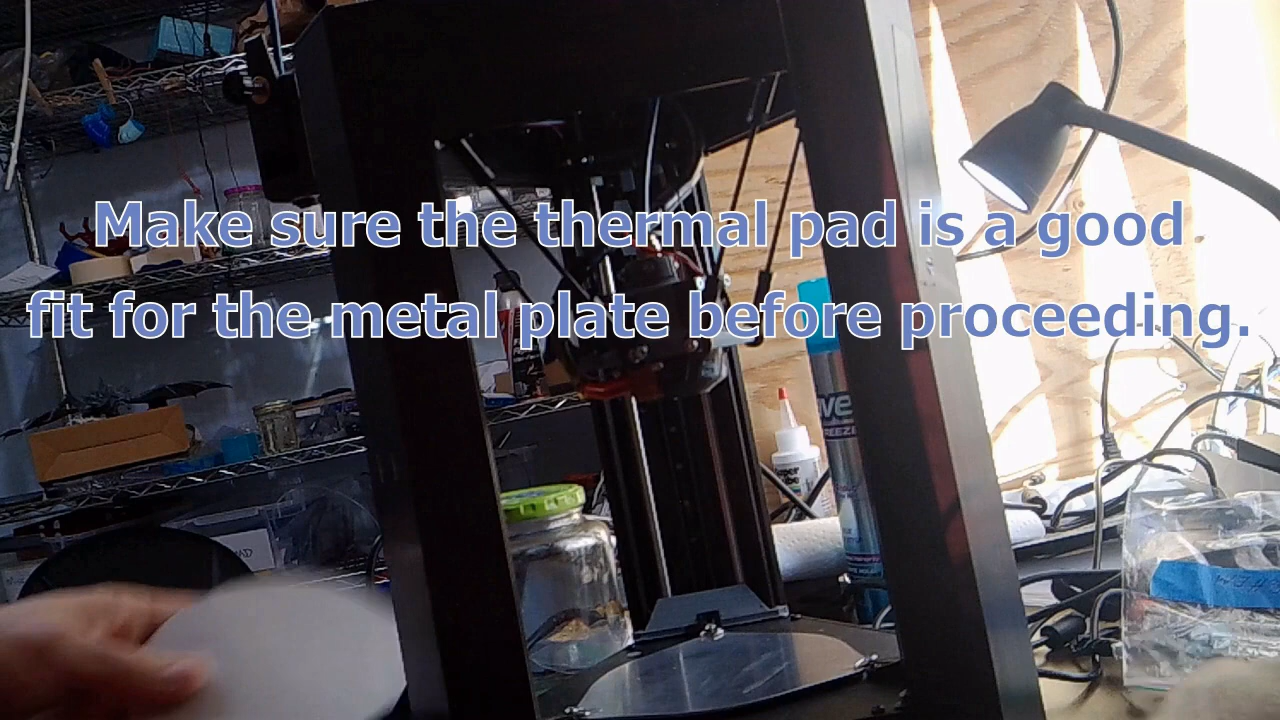 Make sure the thermal pad is a good
fit for the metal plate before proceeding.